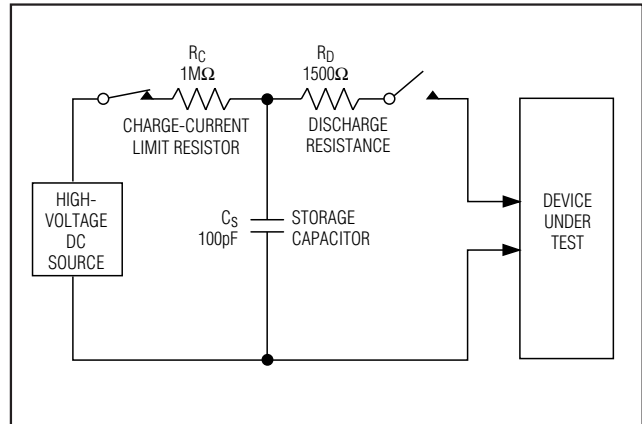 RC
1MΩ
CHARGE-CURRENT
LIMIT RESISTOR
RD
1500Ω
DISCHARGE
RESISTANCE
HIGH-
VOLTAGE
DC
SOURCE
CS
100pF
STORAGE
CAPACITOR
DEVICE
UNDER
TEST